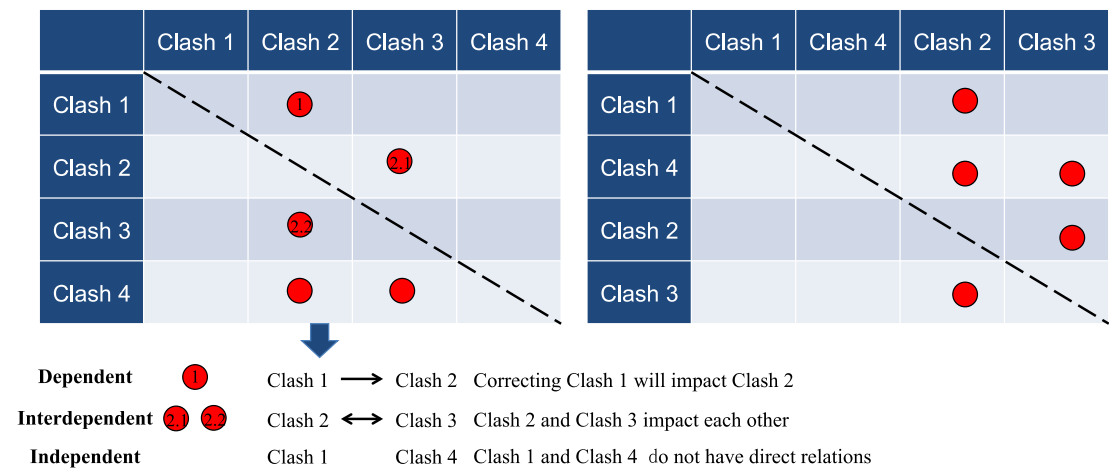 Clash 1 Clash 2 Clash 3 Clash 4
Clash 1 1
Clash 2 2.1
Clash 3 2.2
Clash 4
Clash 1 Clash 4 Clash 2 Clash 3
Clash 1
Clash 4
Clash 2
Clash 3
Dependent 1 Clash 1 Clash 2 Correcting Clash 1 will impact Clash 2
Interdependent 2.1 2.2 Clash 2 Clash 3 Clash 2 and Clash 3 impact each other
Independent Clash 1 Clash 4 Clash 1 and Clash 4 do not have direct relations